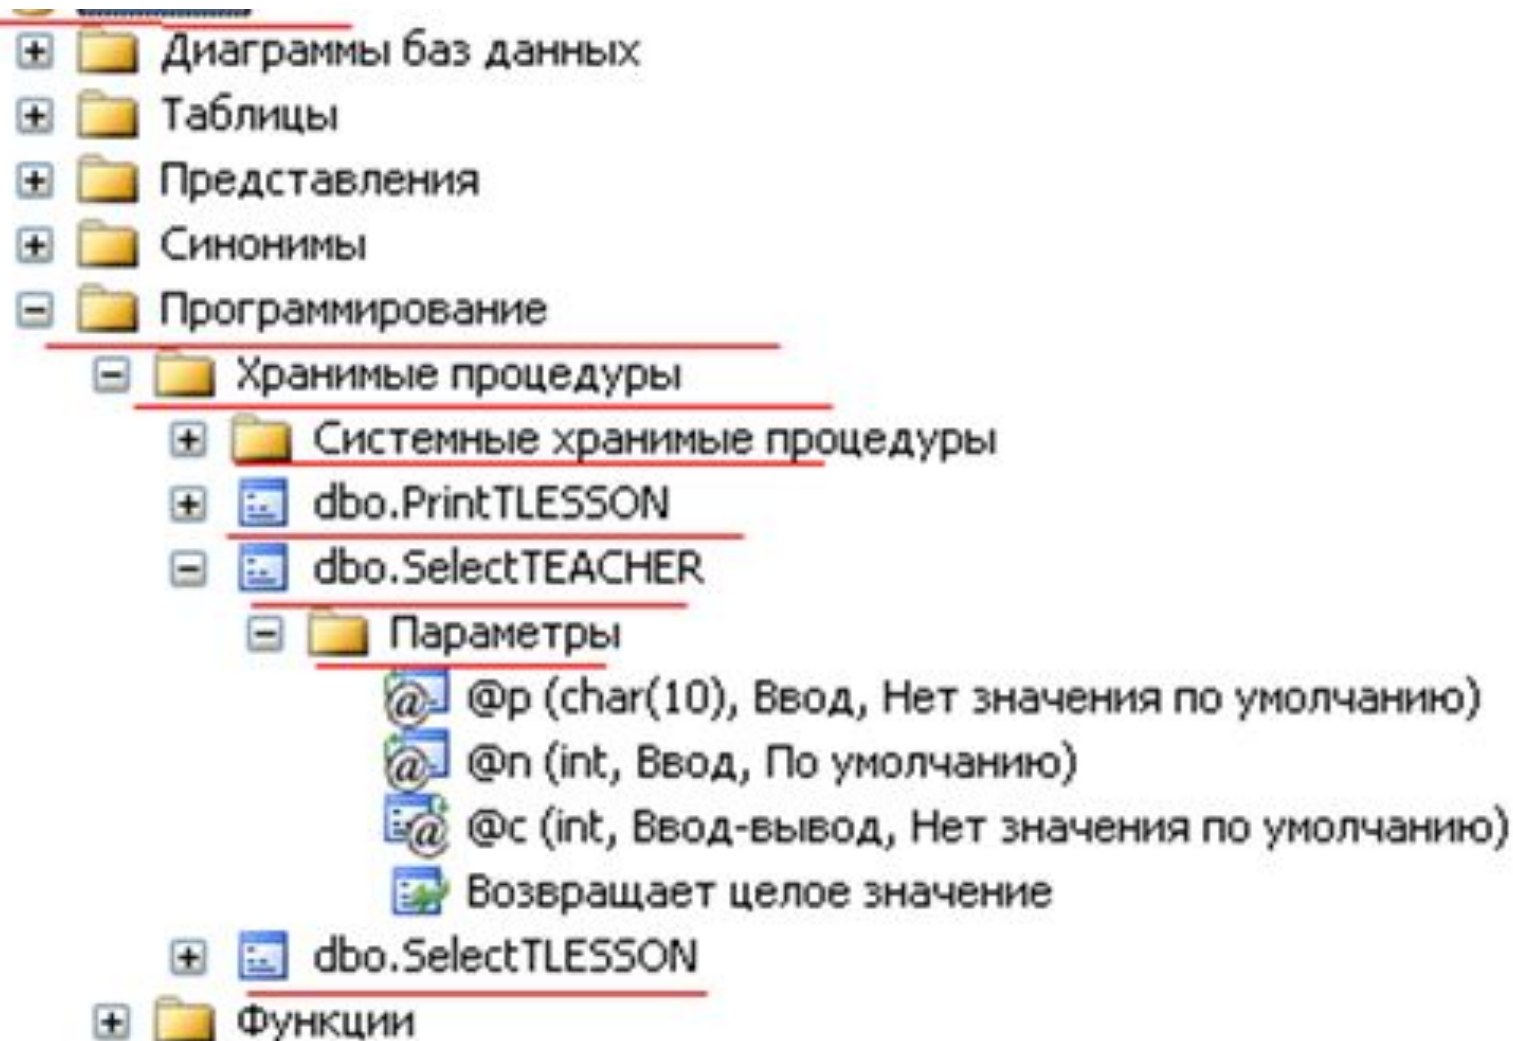 Диаграммы баз данных
Таблицы
Представления
Синонимы
Программирование
Хранимые процедуры
Системные хранимые процедуры
dbo.PrintTLESSON
dbo.SelectTEACHER
Параметры
@p (char(10), Ввод, Нет значения по умолчанию)
@n (int, Ввод, По умолчанию)
@c (int, Ввод-вывод, Нет значения по умолчанию)
Возвращает целое значение
dbo.SelectTLESSON
Функции